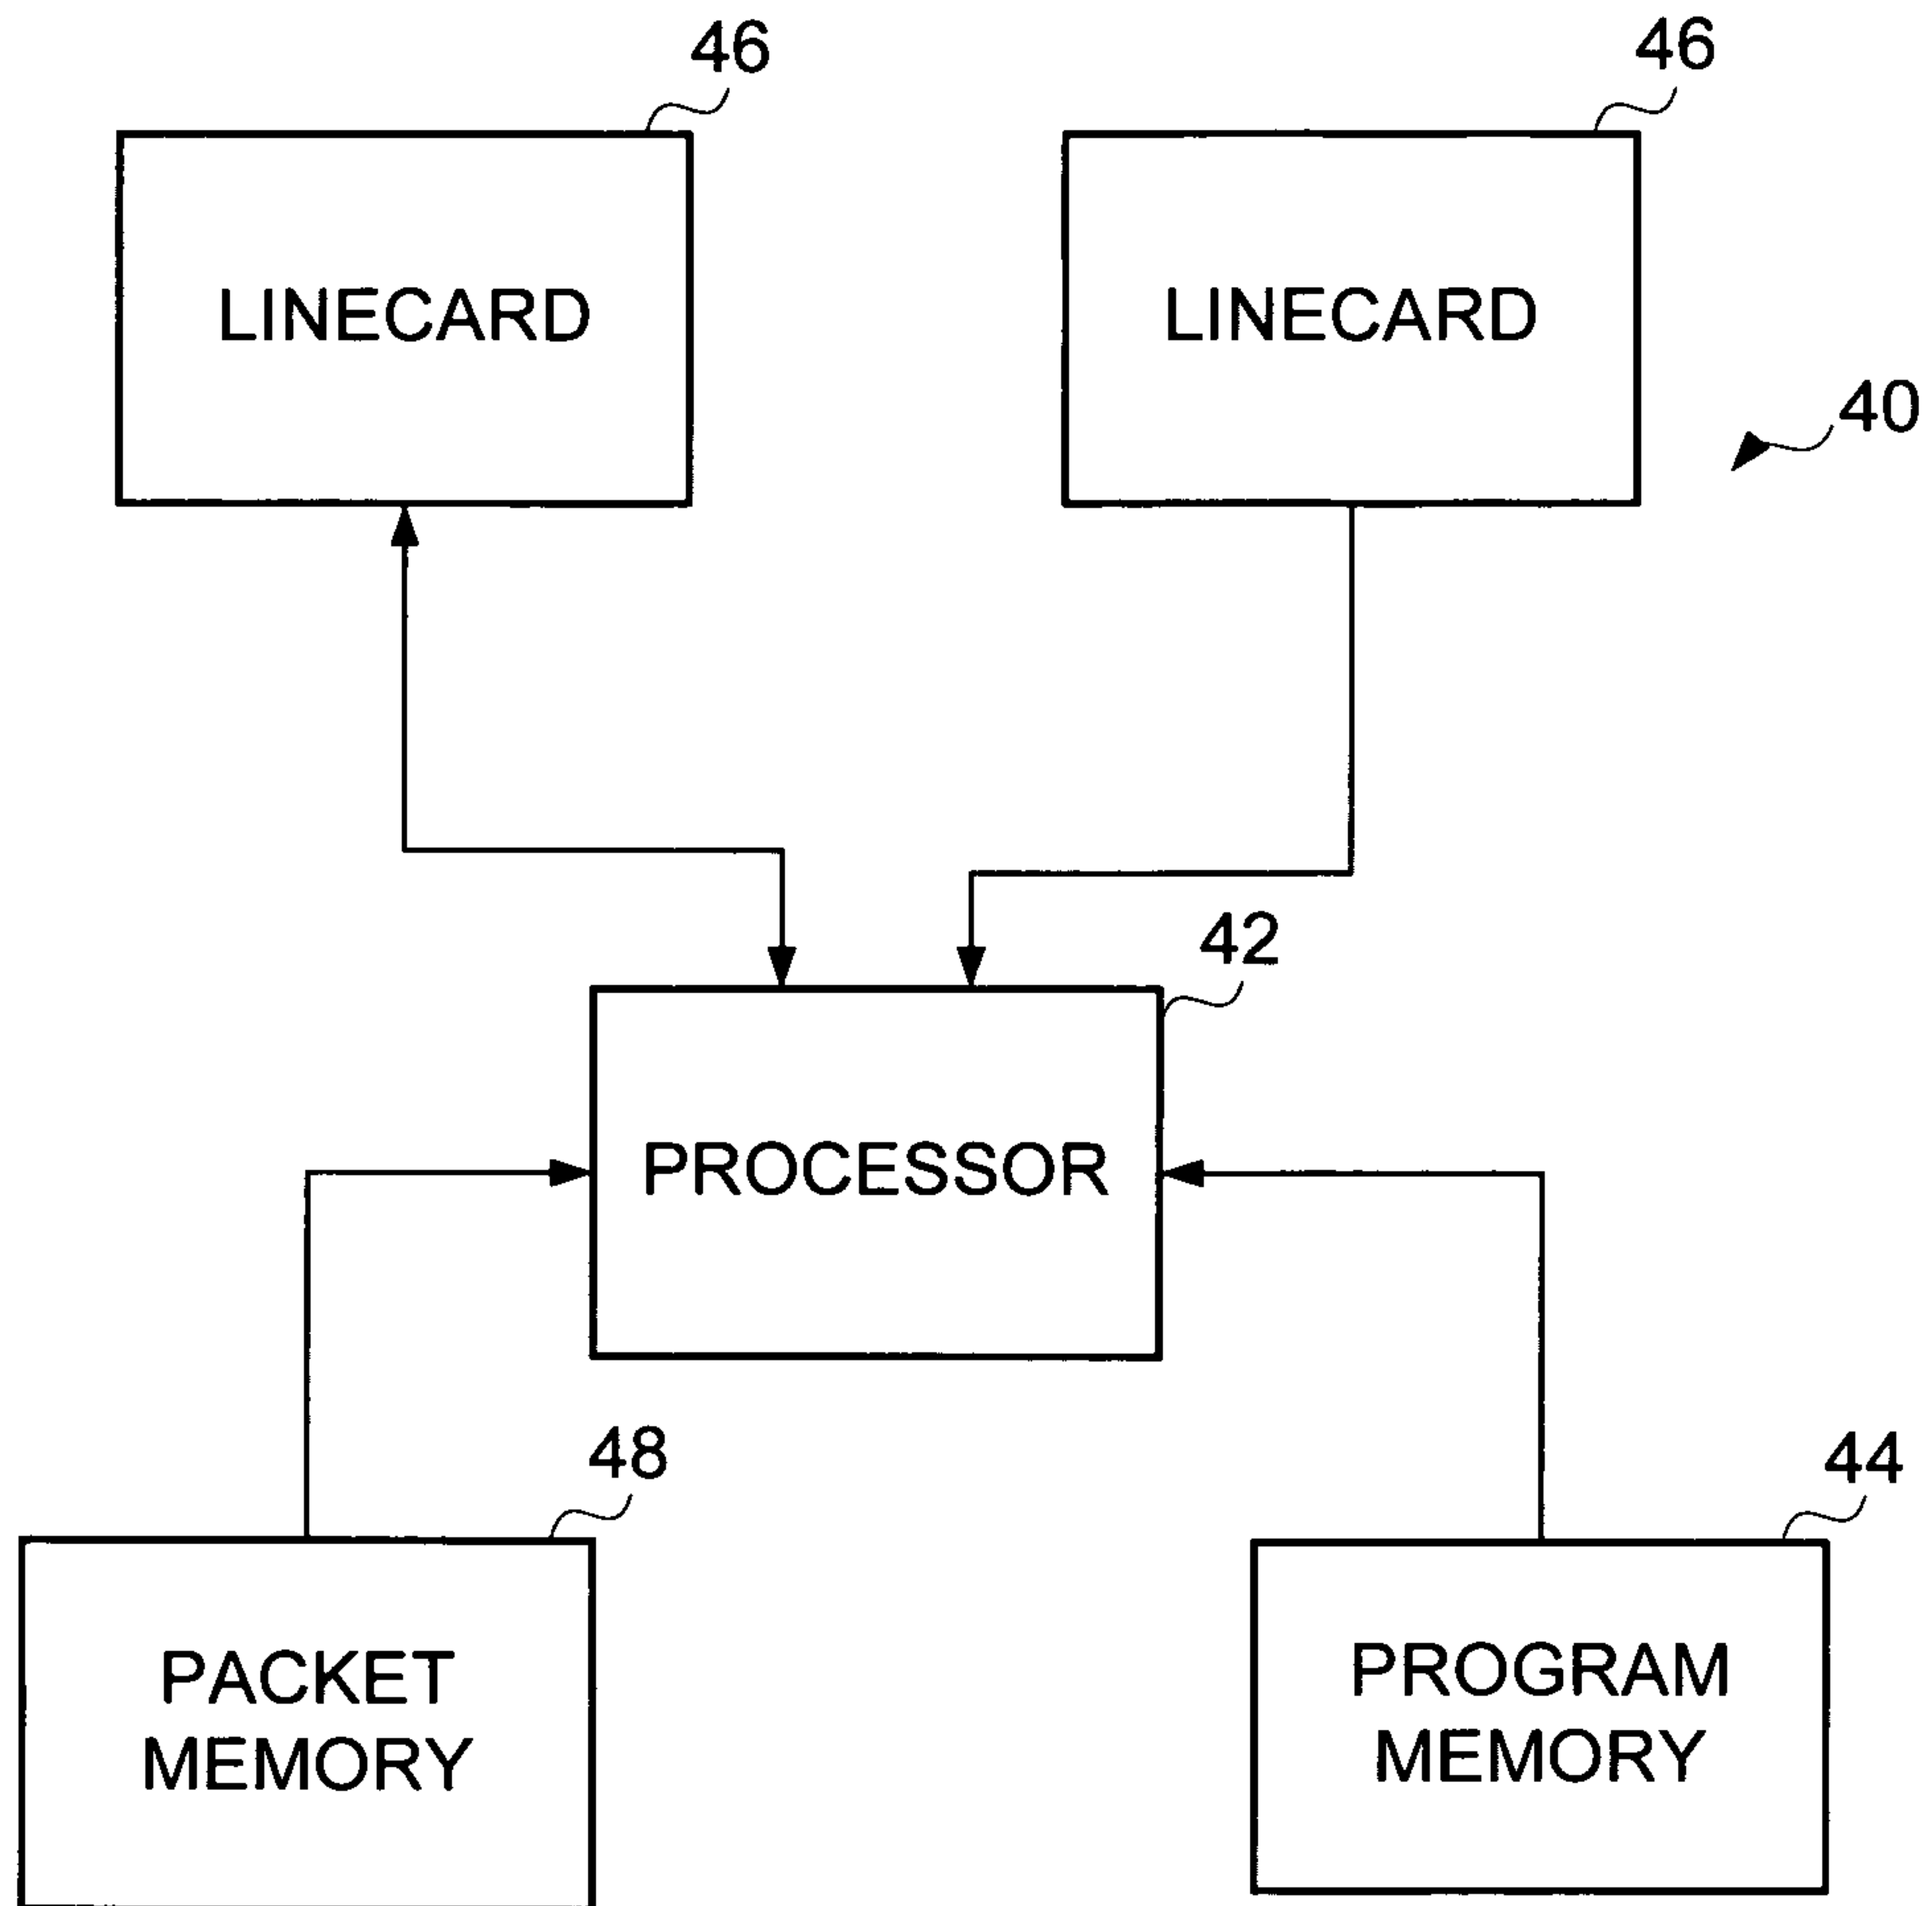 46
46
LINECARD
LINECARD
40
42
PROCESSOR
48
44
PACKET
MEMORY
PROGRAM
MEMORY